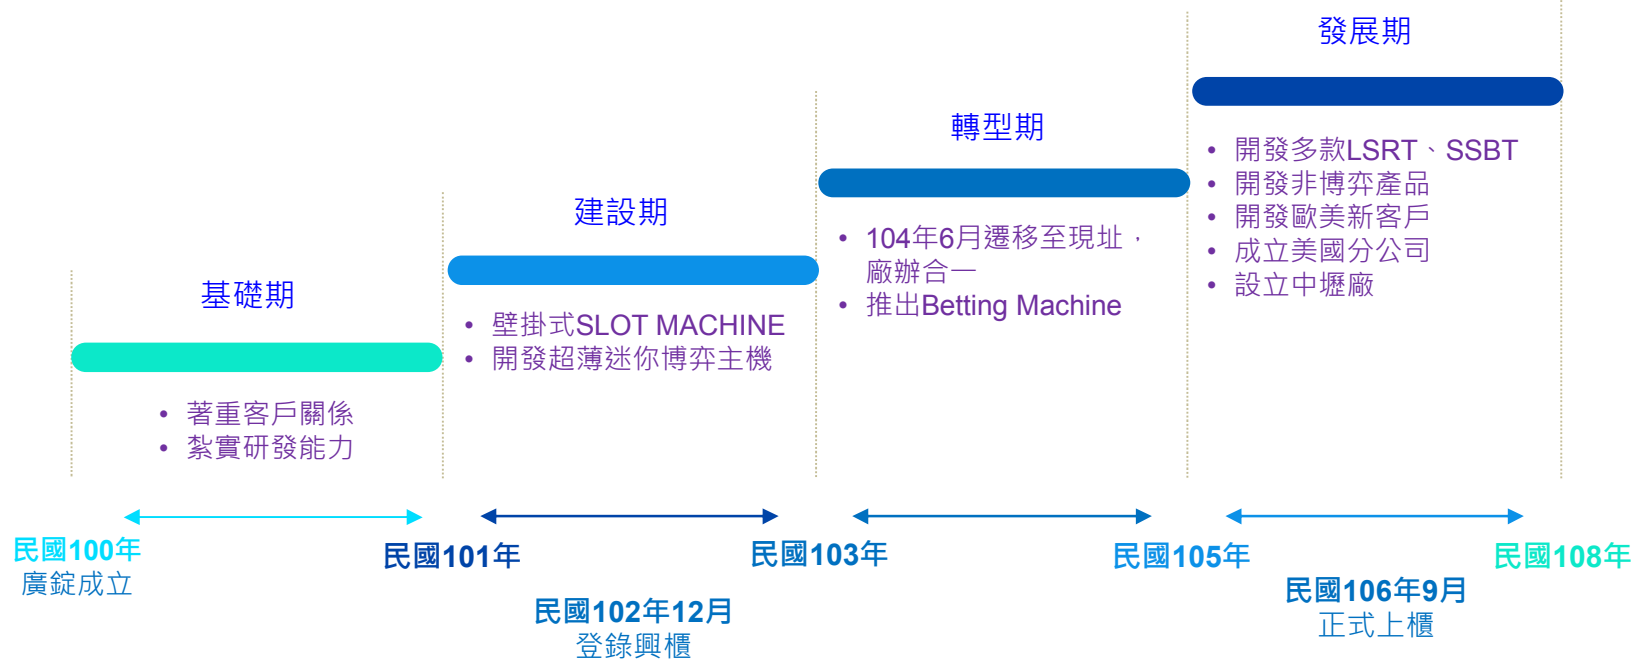 發展期
• 開發多款LSRT、SSBT
• 開發非博弈產品
• 開發歐美新客戶
• 成立美國分公司
• 設立中壢廠
轉型期
• 104年6月遷移至現址，
廠辦合一
• 推出Betting Machine
建設期
• 壁掛式SLOT MACHINE
• 開發超薄迷你博弈主機
基礎期
• 著重客戶關係
• 紮實研發能力
民國100年
廣錠成立
民國101年
民國102年12月
登錄興櫃
民國103年
民國105年
民國106年9月
正式上櫃
民國108年